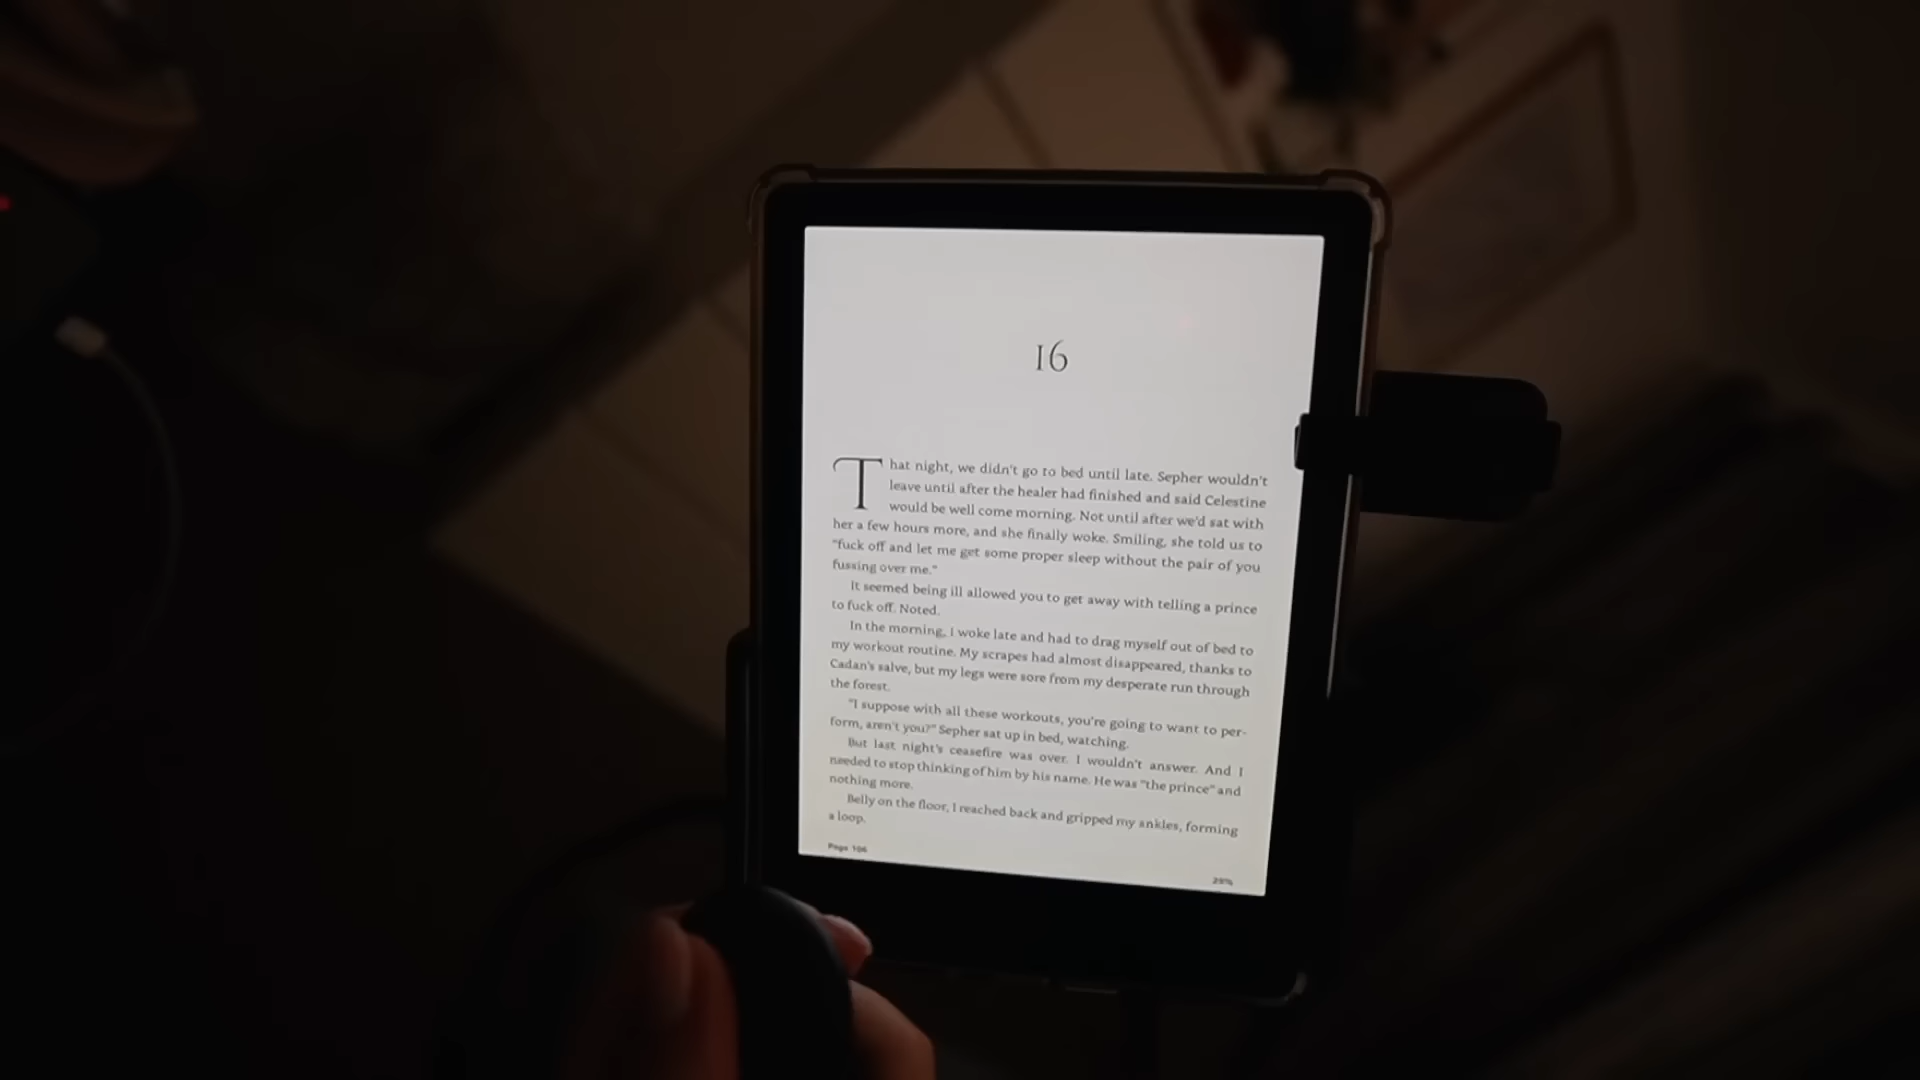 16
That night, we didn't go to bed until late. Sepher wouldn't
leave until after the healer had finished and said Celestine
would be well come morning. Not until after we'd sat with
her a few hours more, and she finally woke. Smiling, she told us to
"fuck off and let me get some proper sleep without the pair of you
fussing over me."
It seemed being ill allowed you to get away with telling a prince
to fuck off. Noted.
In the morning, I woke late and had to drag myself out of bed to
my workout routine. My scrapes had almost disappeared, thanks to
Cadan's salve, but my legs were sore from my desperate run through
the forest.
"I suppose with all these workouts, you're going to want to per-
form, aren't you?" Sepher sat up in bed, watching.
But last night's ceasefire was over. I wouldn't answer. And I
needed to stop thinking of him by his name. He was "the prince" and
nothing more.
Belly on the floor, I reached back and gripped my ankles, forming
a loop.
Page 106
29%